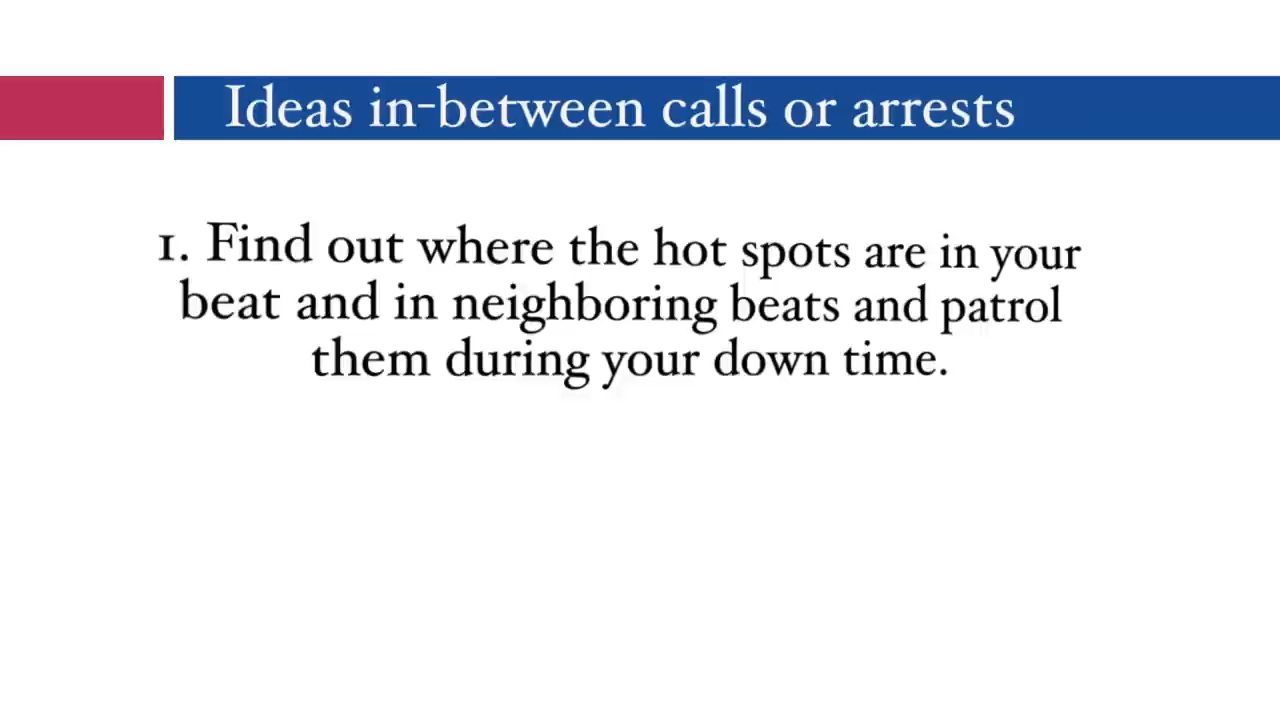 Ideas in-between calls or arrests
1. Find out where the hot spots are in your
beat and in neighboring beats and patrol
them during your down time.